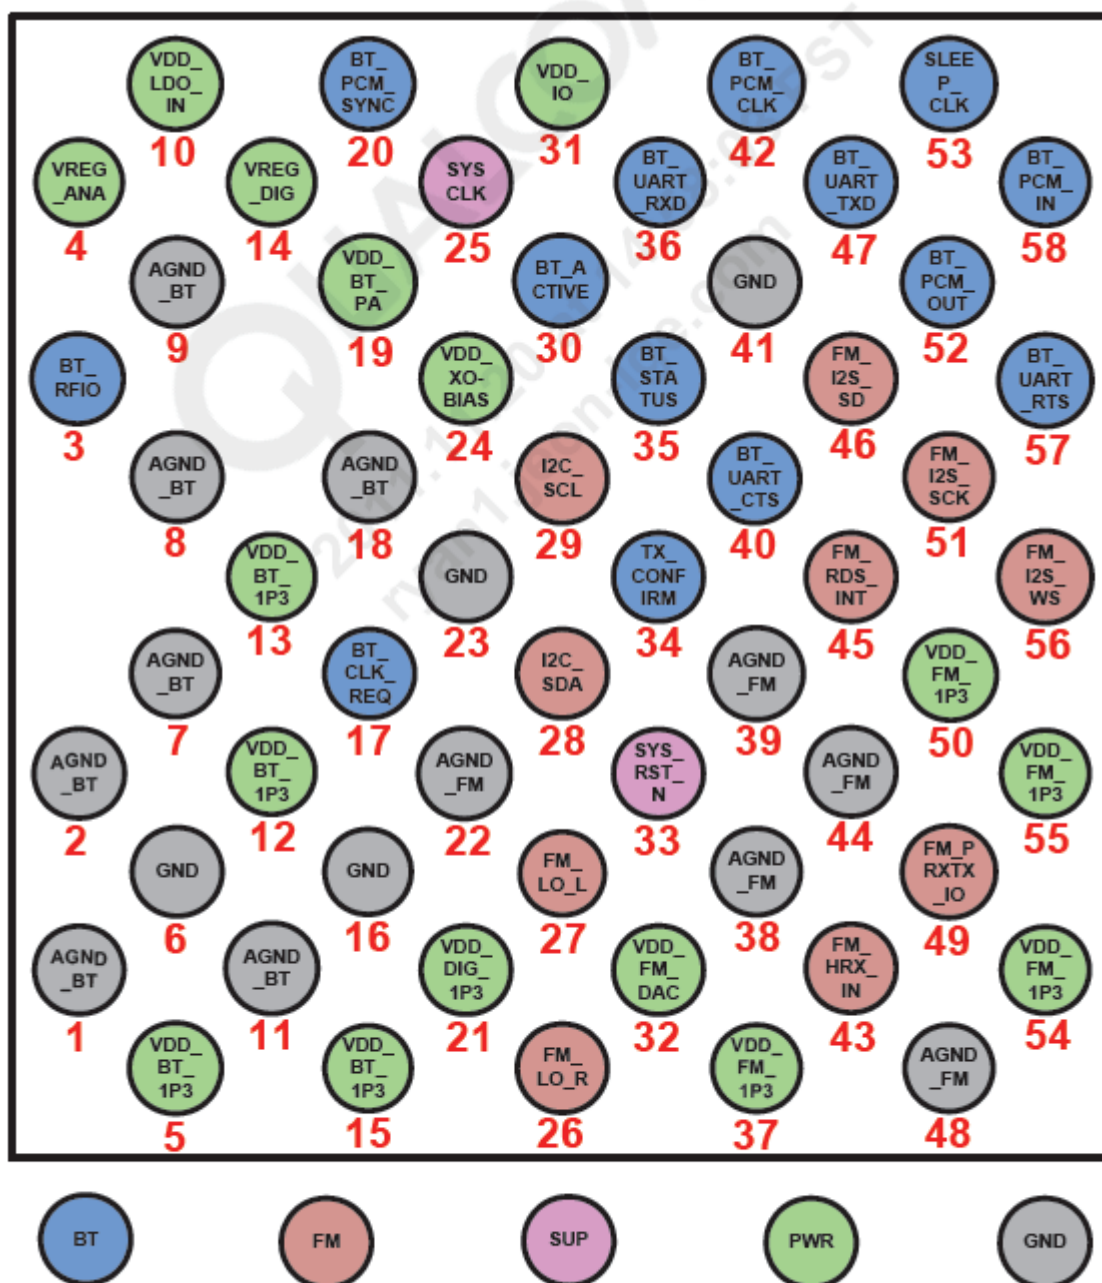 VDD_
LDO_
IN
10
BT_
PCM_
SYNC
20
VDD_
IO
31
BT_
PCM_
CLK
42
SLEE
P_
CLK
53
VREG
_ANA
4
VREG
_DIG
14
SYS
CLK
25
BT_
UART
_RXD
36
BT_
UART
_TXD
47
BT_
PCM_
IN
58
AGND
_BT
9
VDD_
BT_
PA
19
BT_A
CTIVE
30
GND
41
BT_
PCM_
OUT
52
BT_
RFIO
3
VDD_
XO-
BIAS
24
BT_
STA
TUS
35
FM_
I2S_
SD
46
BT_
UART
_RTS
57
AGND
_BT
8
AGND
_BT
18
I2C_
SCL
29
BT_
UART
_CTS
40
FM_
I2S_
SCK
51
VDD_
BT_
1P3
13
GND
23
TX_
CONF
IRM
34
FM_
RDS_
INT
45
FM_
I2S_
WS
56
AGND
_BT
7
BT_
CLK_
REQ
17
I2C_
SDA
28
AGND
_FM
39
VDD_
FM_
1P3
50
AGND
_BT
2
VDD_
BT_
1P3
12
AGND
_FM
22
SYS_
RST_
N
33
AGND
_FM
44
VDD_
FM_
1P3
55
GND
6
GND
16
FM_
LO_L
27
AGND
_FM
38
FM_P
RXTX
_IO
49
AGND
_BT
1
AGND
_BT
11
VDD_
DIG_
1P3
21
VDD_
FM_
DAC
32
FM_
HRX_
IN
43
VDD_
FM_
1P3
54
VDD_
BT_
1P3
5
VDD_
BT_
1P3
15
FM_
LO_R
26
VDD_
FM_
1P3
37
AGND
_FM
48
BT
FM
SUP
PWR
GND